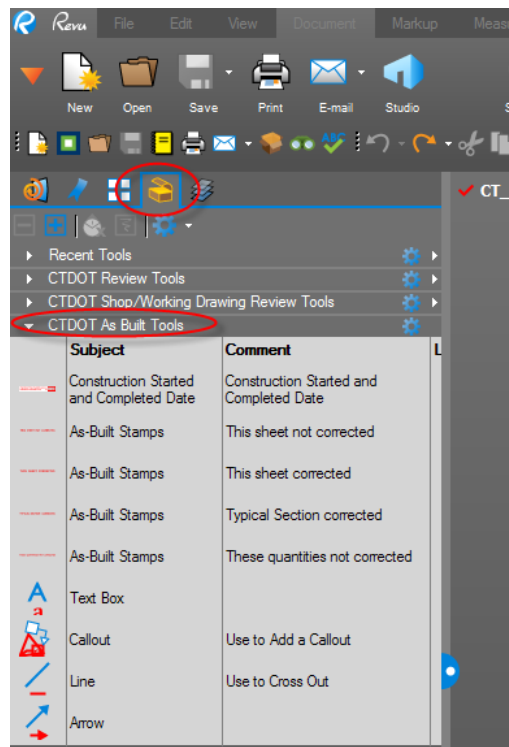 Revu File Edit View Document Markup Meas
New Open Save Print E-mail Studio S
ABC
CT_
Recent Tools
CTDOT Review Tools
CTDOT Shop/Working Drawing Review Tools
CTDOT As Built Tools
Subject Comment L
Construction Started and Completed Date Construction Started and Completed Date
As-Built Stamps This sheet not corrected
As-Built Stamps This sheet corrected
As-Built Stamps Typical Section corrected
As-Built Stamps These quantities not corrected
A
a Text Box
Callout Use to Add a Callout
Line Use to Cross Out
Arrow